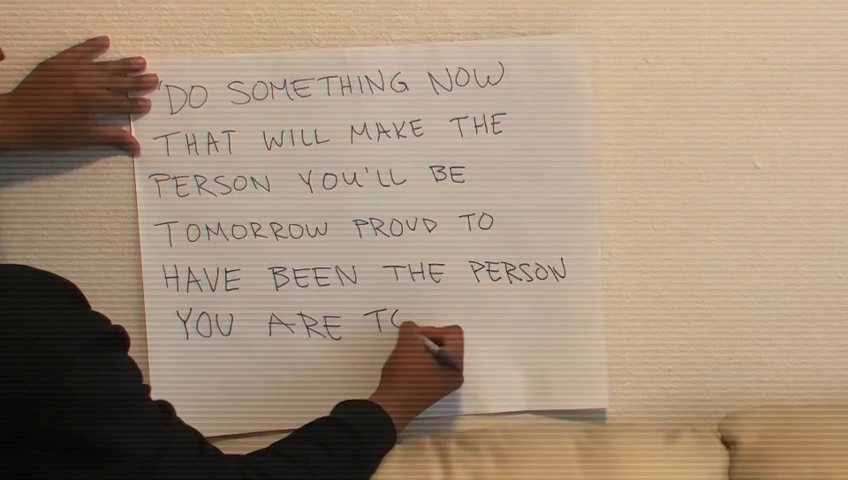 "DO SOMETHING NOW
THAT WILL MAKE THE
PERSON YOU'LL BE
TOMORROW PROUD TO
HAVE BEEN THE PERSON
YOU ARE TO